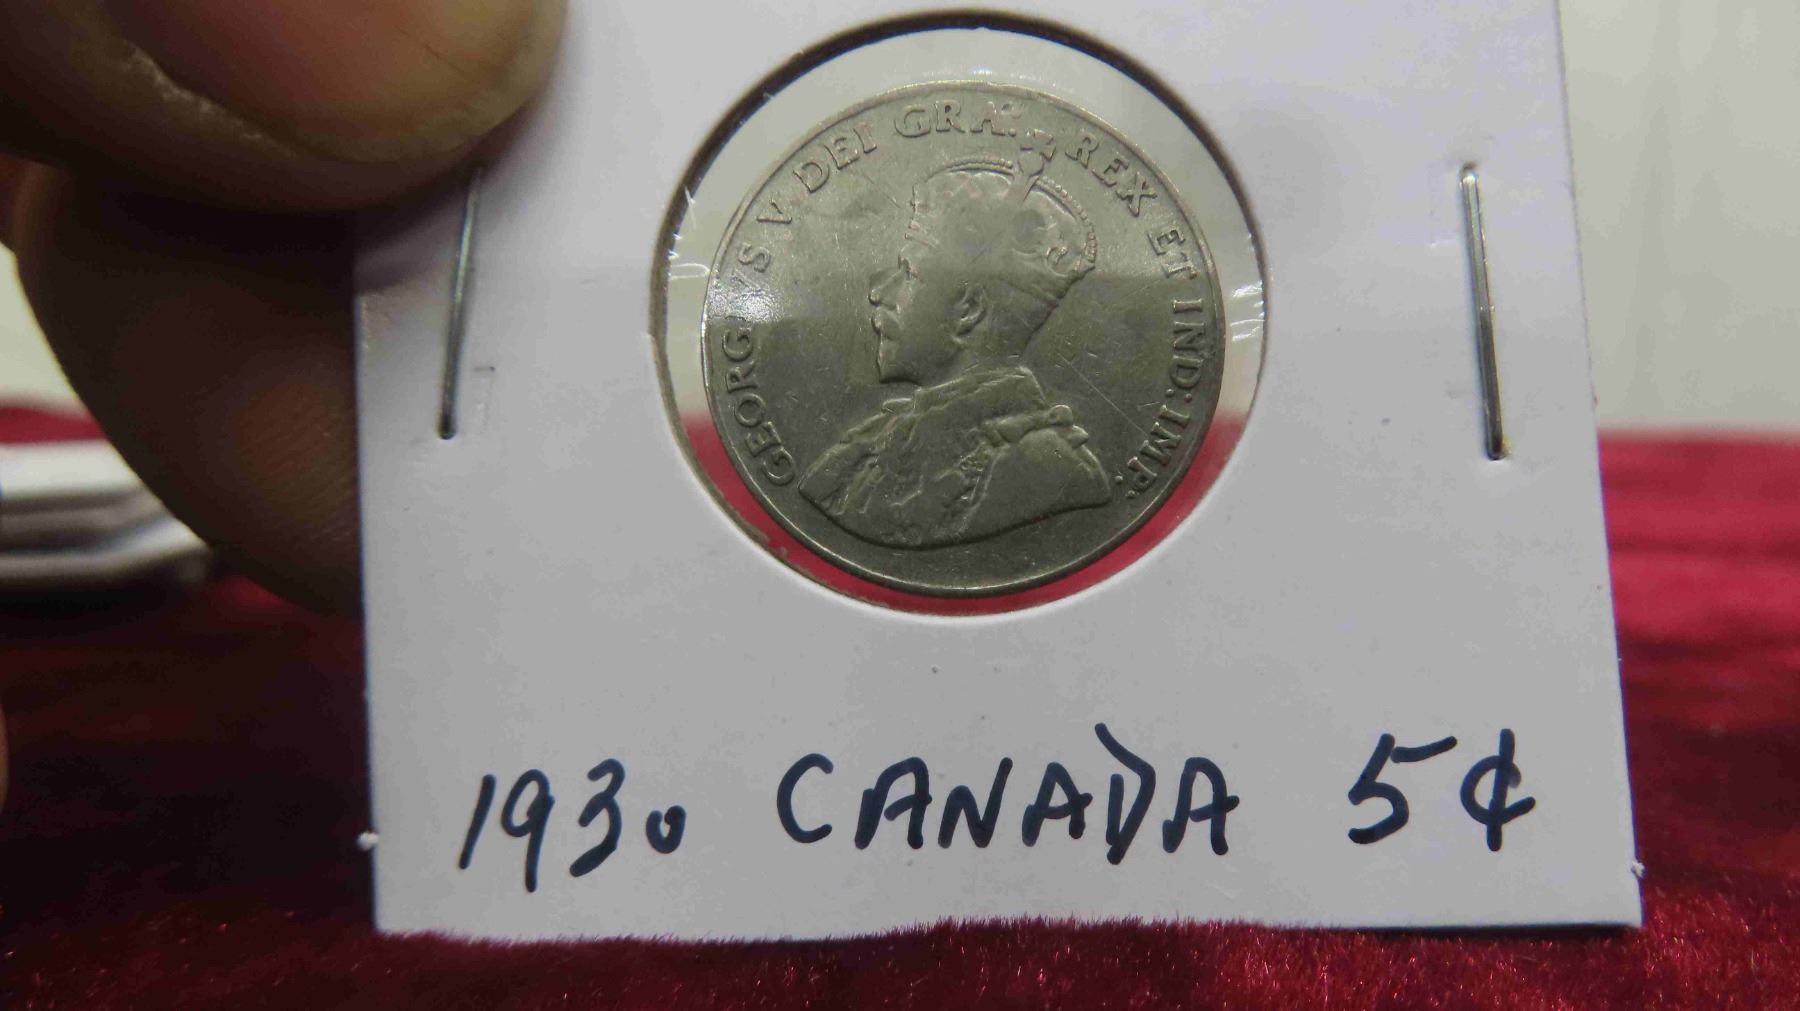 GEORGIVS V DEI GRA: REX ET IND: IMP:
1930 CANADA 5¢